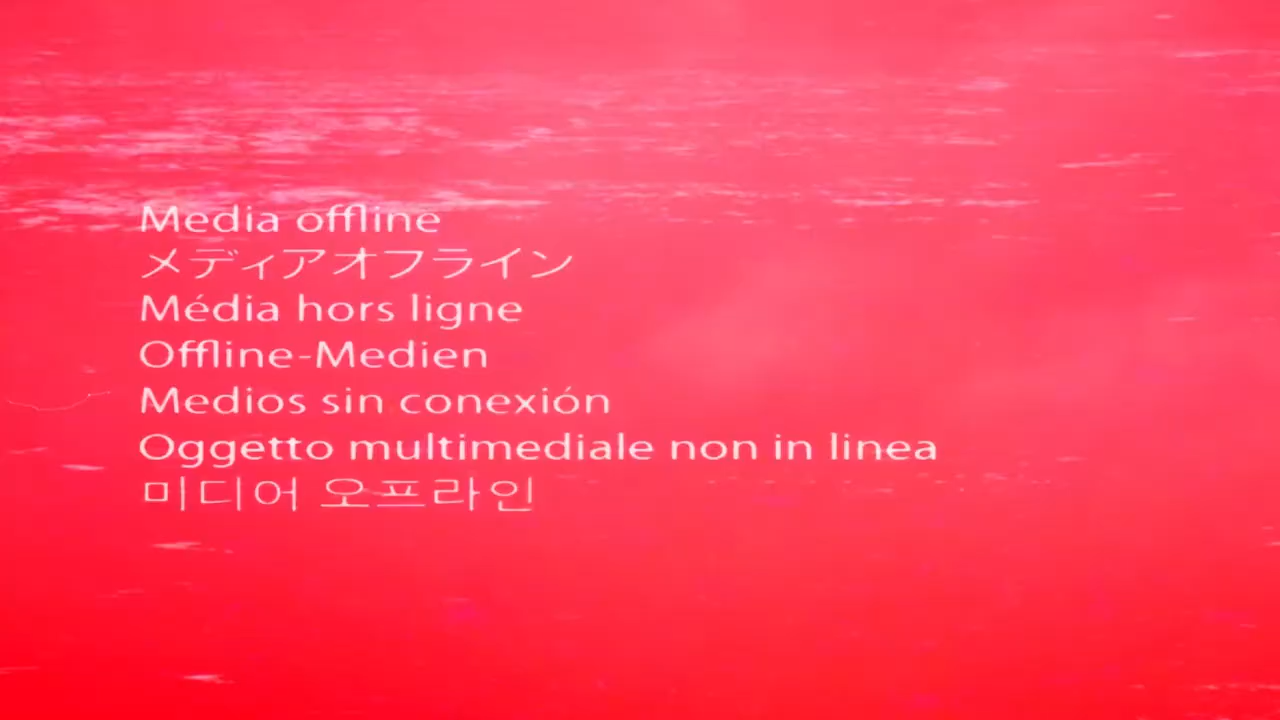 Media offline
メディアオフライン
Média hors ligne
Offline-Medien
Medios sin conexión
Oggetto multimediale non in linea
미디어 오프라인